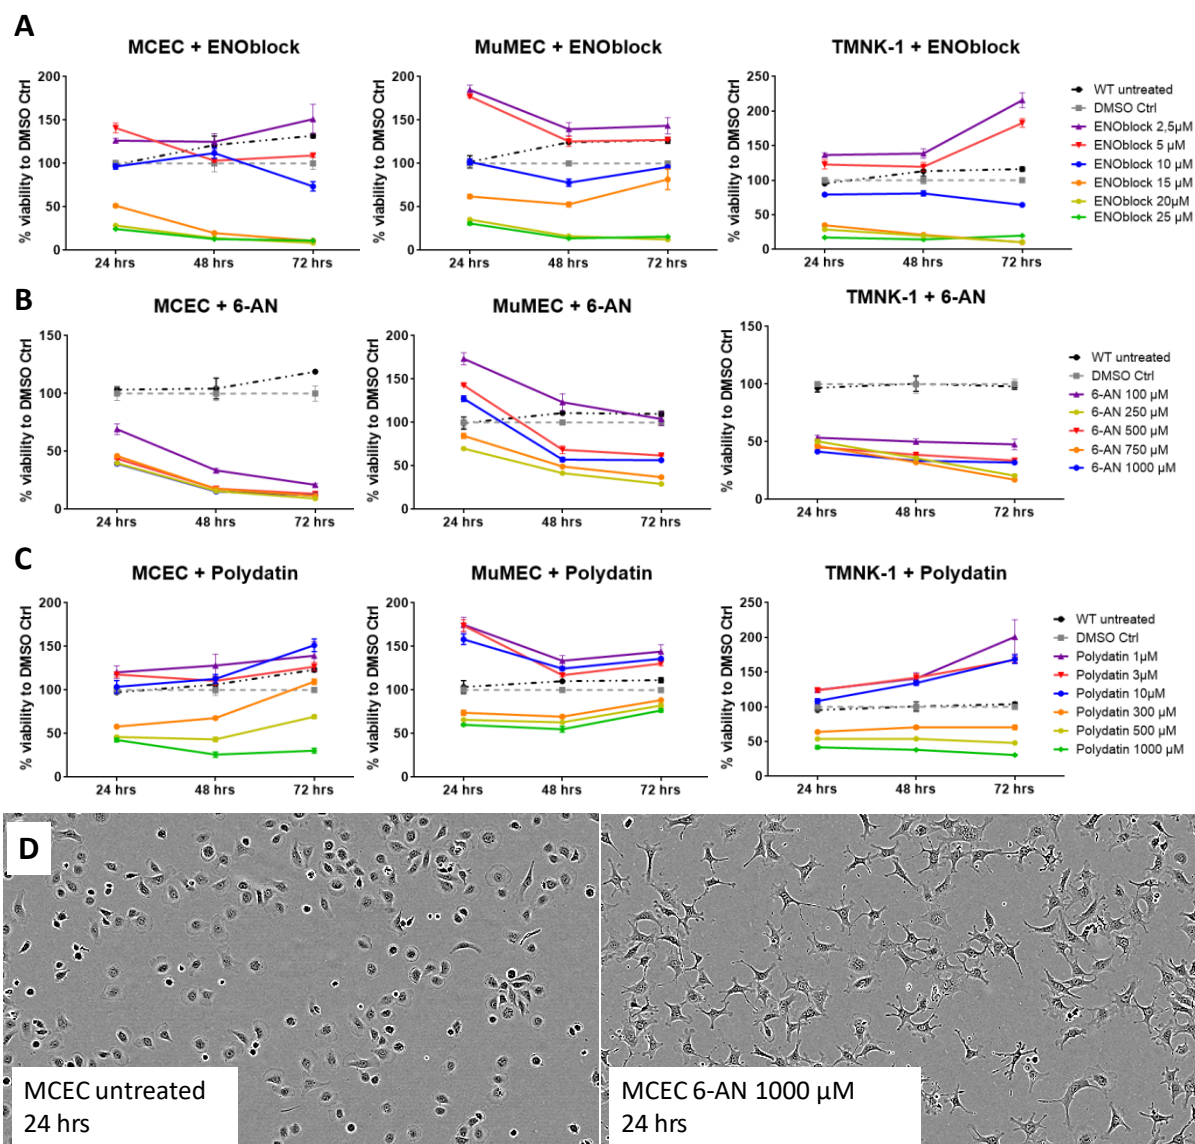 A
MCEC + ENOblock
MuMEC + ENOblock
TMNK-1 + ENOblock
% viability to DMSO Ctrl
200
150
100
50
0
24 hrs
48 hrs
72 hrs
% viability to DMSO Ctrl
200
150
100
50
0
24 hrs
48 hrs
72 hrs
% viability to DMSO Ctrl
250
200
150
100
50
0
24 hrs
48 hrs
72 hrs
WT untreated
DMSO Ctrl
ENOblock 2,5µM
ENOblock 5 µM
ENOblock 10 µM
ENOblock 15 µM
ENOblock 20µM
ENOblock 25 µM
B
MCEC + 6-AN
MuMEC + 6-AN
TMNK-1 + 6-AN
% viability to DMSO Ctrl
150
100
50
0
24 hrs
48 hrs
72 hrs
% viability to DMSO Ctrl
200
150
100
50
0
24 hrs
48 hrs
72 hrs
% viability to DMSO Ctrl
150
100
50
0
24 hrs
48 hrs
72 hrs
WT untreated
DMSO Ctrl
6-AN 100 µM
6-AN 250 µM
6-AN 500 µM
6-AN 750 µM
6-AN 1000 µM
C
MCEC + Polydatin
MuMEC + Polydatin
TMNK-1 + Polydatin
% viability to DMSO Ctrl
200
150
100
50
0
24 hrs
48 hrs
72 hrs
% viability to DMSO Ctrl
200
150
100
50
0
24 hrs
48 hrs
72 hrs
% viability to DMSO Ctrl
250
200
150
100
50
0
24 hrs
48 hrs
72 hrs
WT untreated
DMSO Ctrl
Polydatin 1µM
Polydatin 3µM
Polydatin 10µM
Polydatin 300 µM
Polydatin 500 µM
Polydatin 1000 µM
D
MCEC untreated
24 hrs
MCEC 6-AN 1000 µM
24 hrs